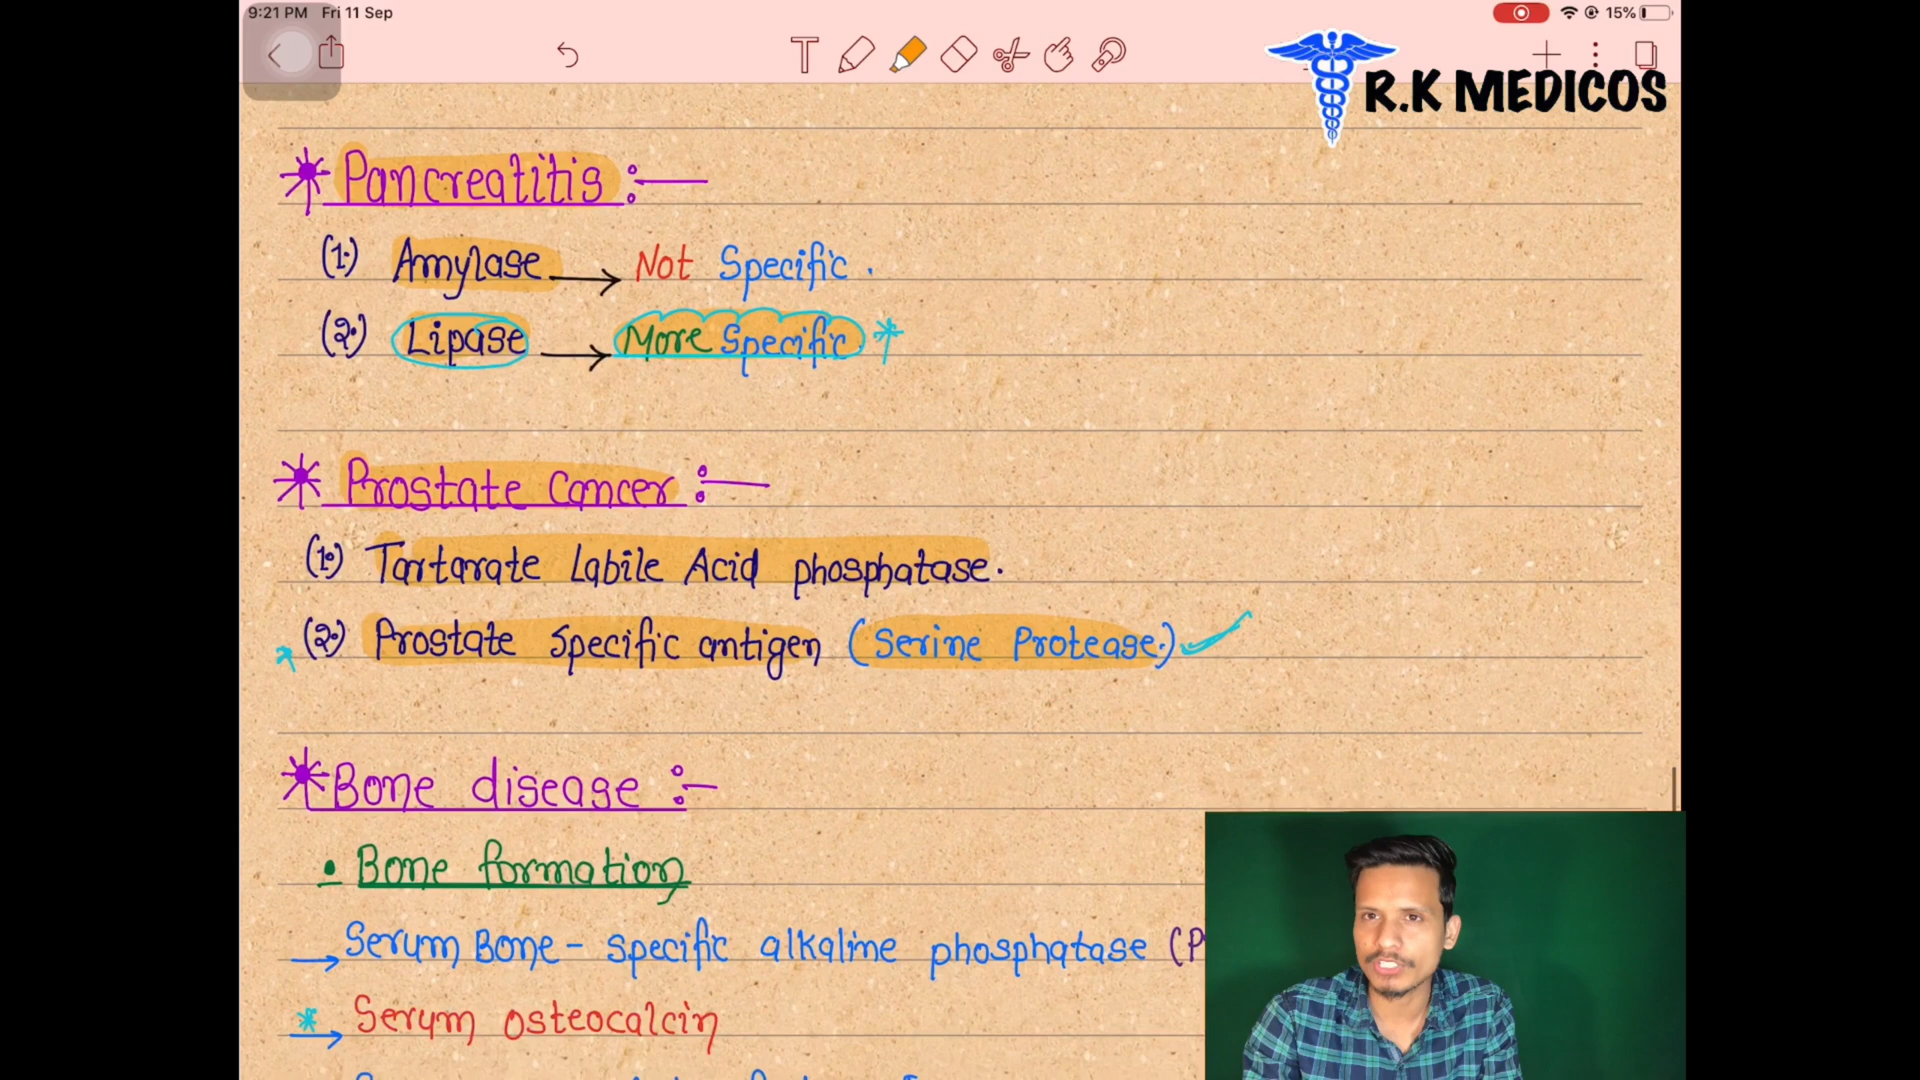 9:21 PM Fri 11 Sep
15%
T
R.K MEDICOS
Pancreatitis :—
(1.) Amylase → Not Specific.
(2.) Lipase → More Specific. *
Prostate Cancer :—
(1.) Tartarate Labile Acid phosphatase.
* (2.) Prostate Specific antigen (Serine Protease.) ✓
Bone disease :-
• Bone formation
→ Serum Bone - specific alkaline phosphatase (P
* → Serum osteocalcin